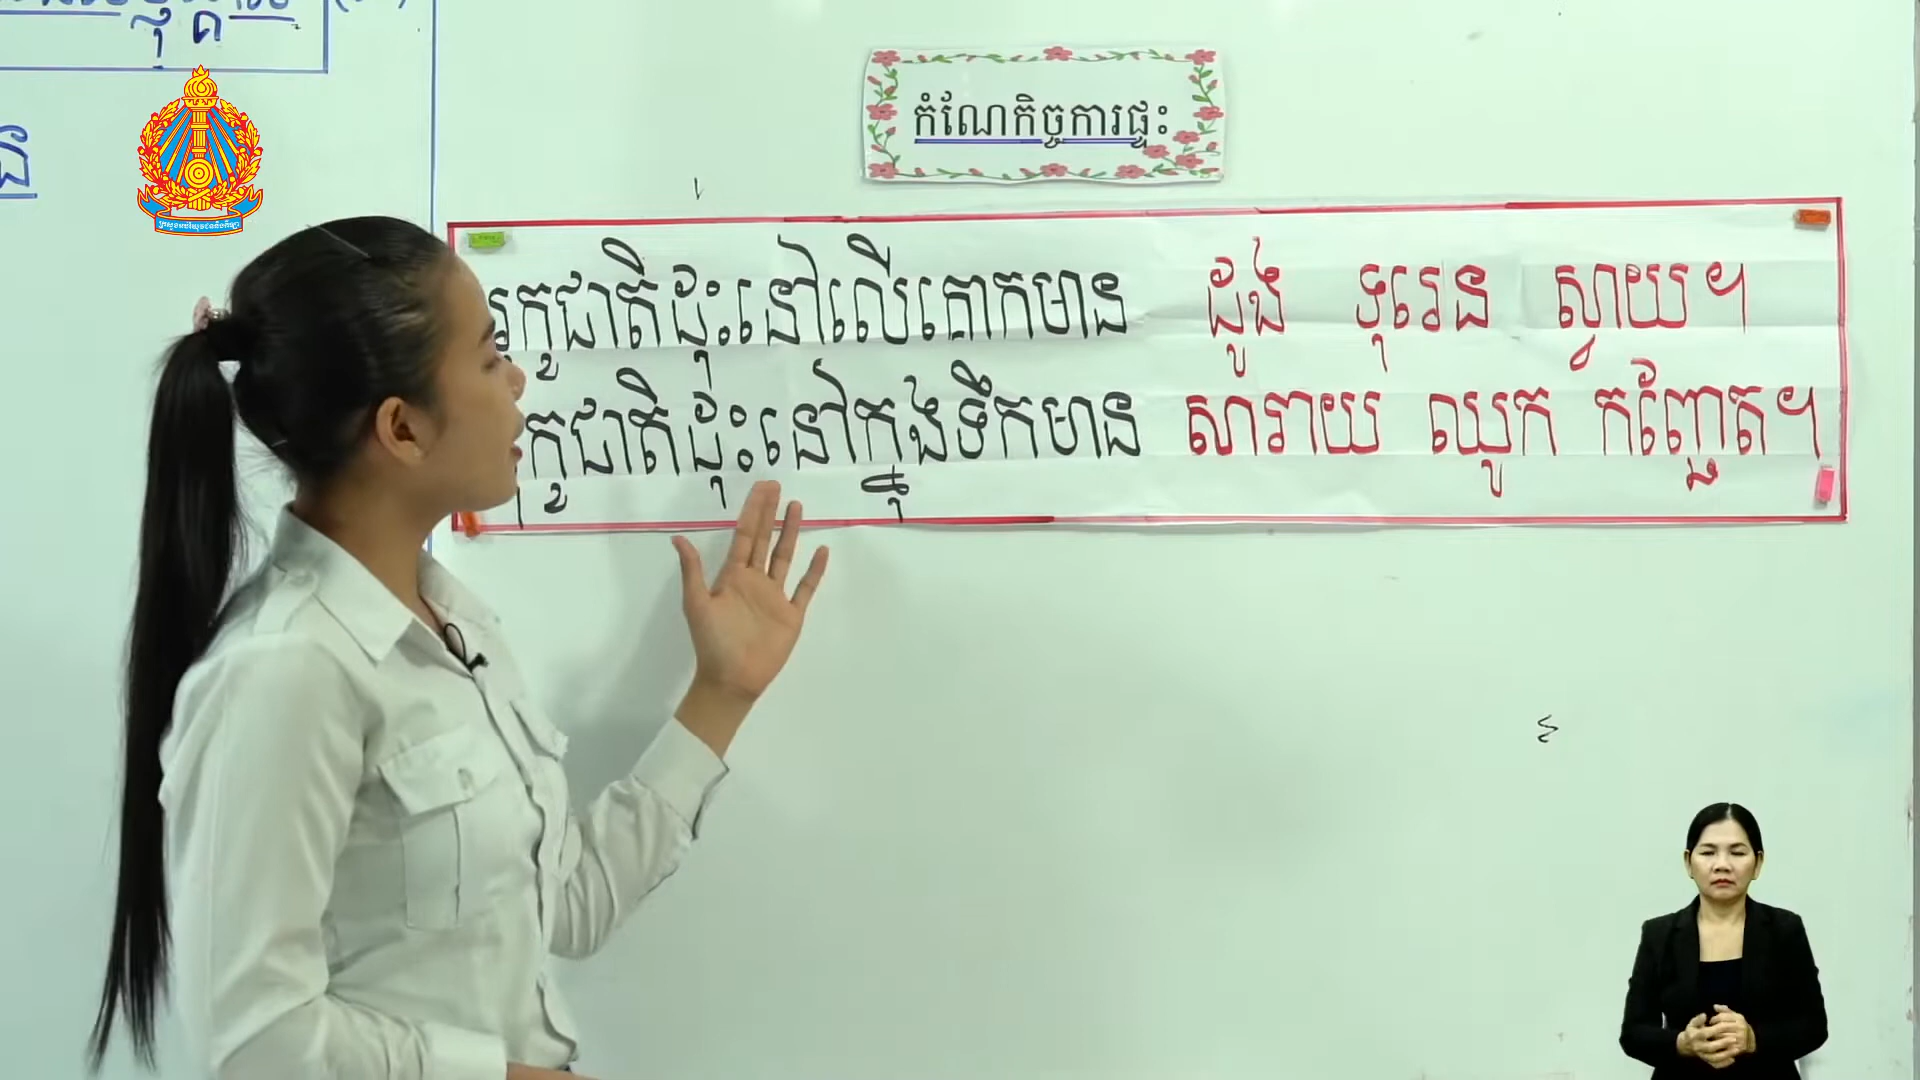 កំណែកិច្ចការផ្ទះ
រុក្ខជាតិដុះនៅលើគោកមាន ដូង ទុរេន ស្វាយ។
រុក្ខជាតិដុះនៅក្នុងទឹកមាន សារាយ ឈូក កញ្ឆែត។